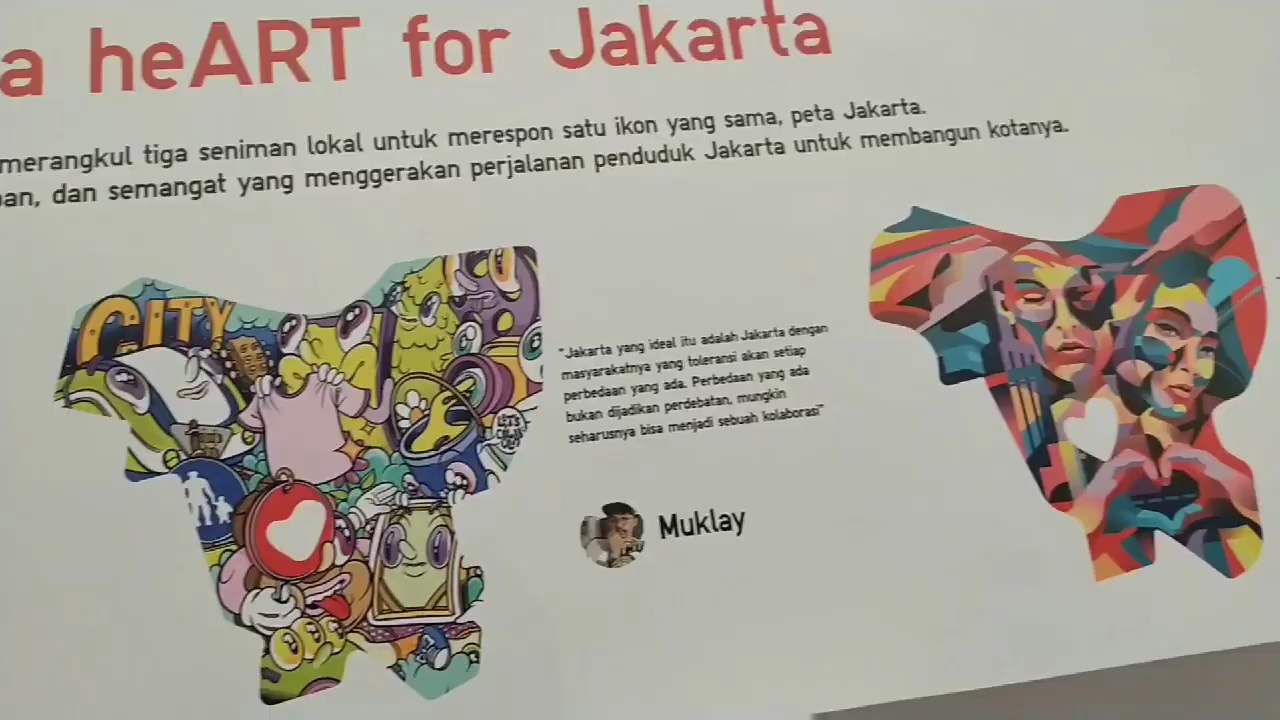 a heART for Jakarta
merangkul tiga seniman lokal untuk merespon satu ikon yang sama, peta Jakarta.
dan semangat yang menggerakan perjalanan penduduk Jakarta untuk membangun kotanya.
CITY
"Jakarta yang ideal itu adalah Jakarta dengan
masyarakatnya yang toleransi akan setiap
perbedaan yang ada. Perbedaan yang ada
bukan dijadikan perdebatan, mungkin
seharusnya bisa menjadi sebuah kolaborasi"
Muklay